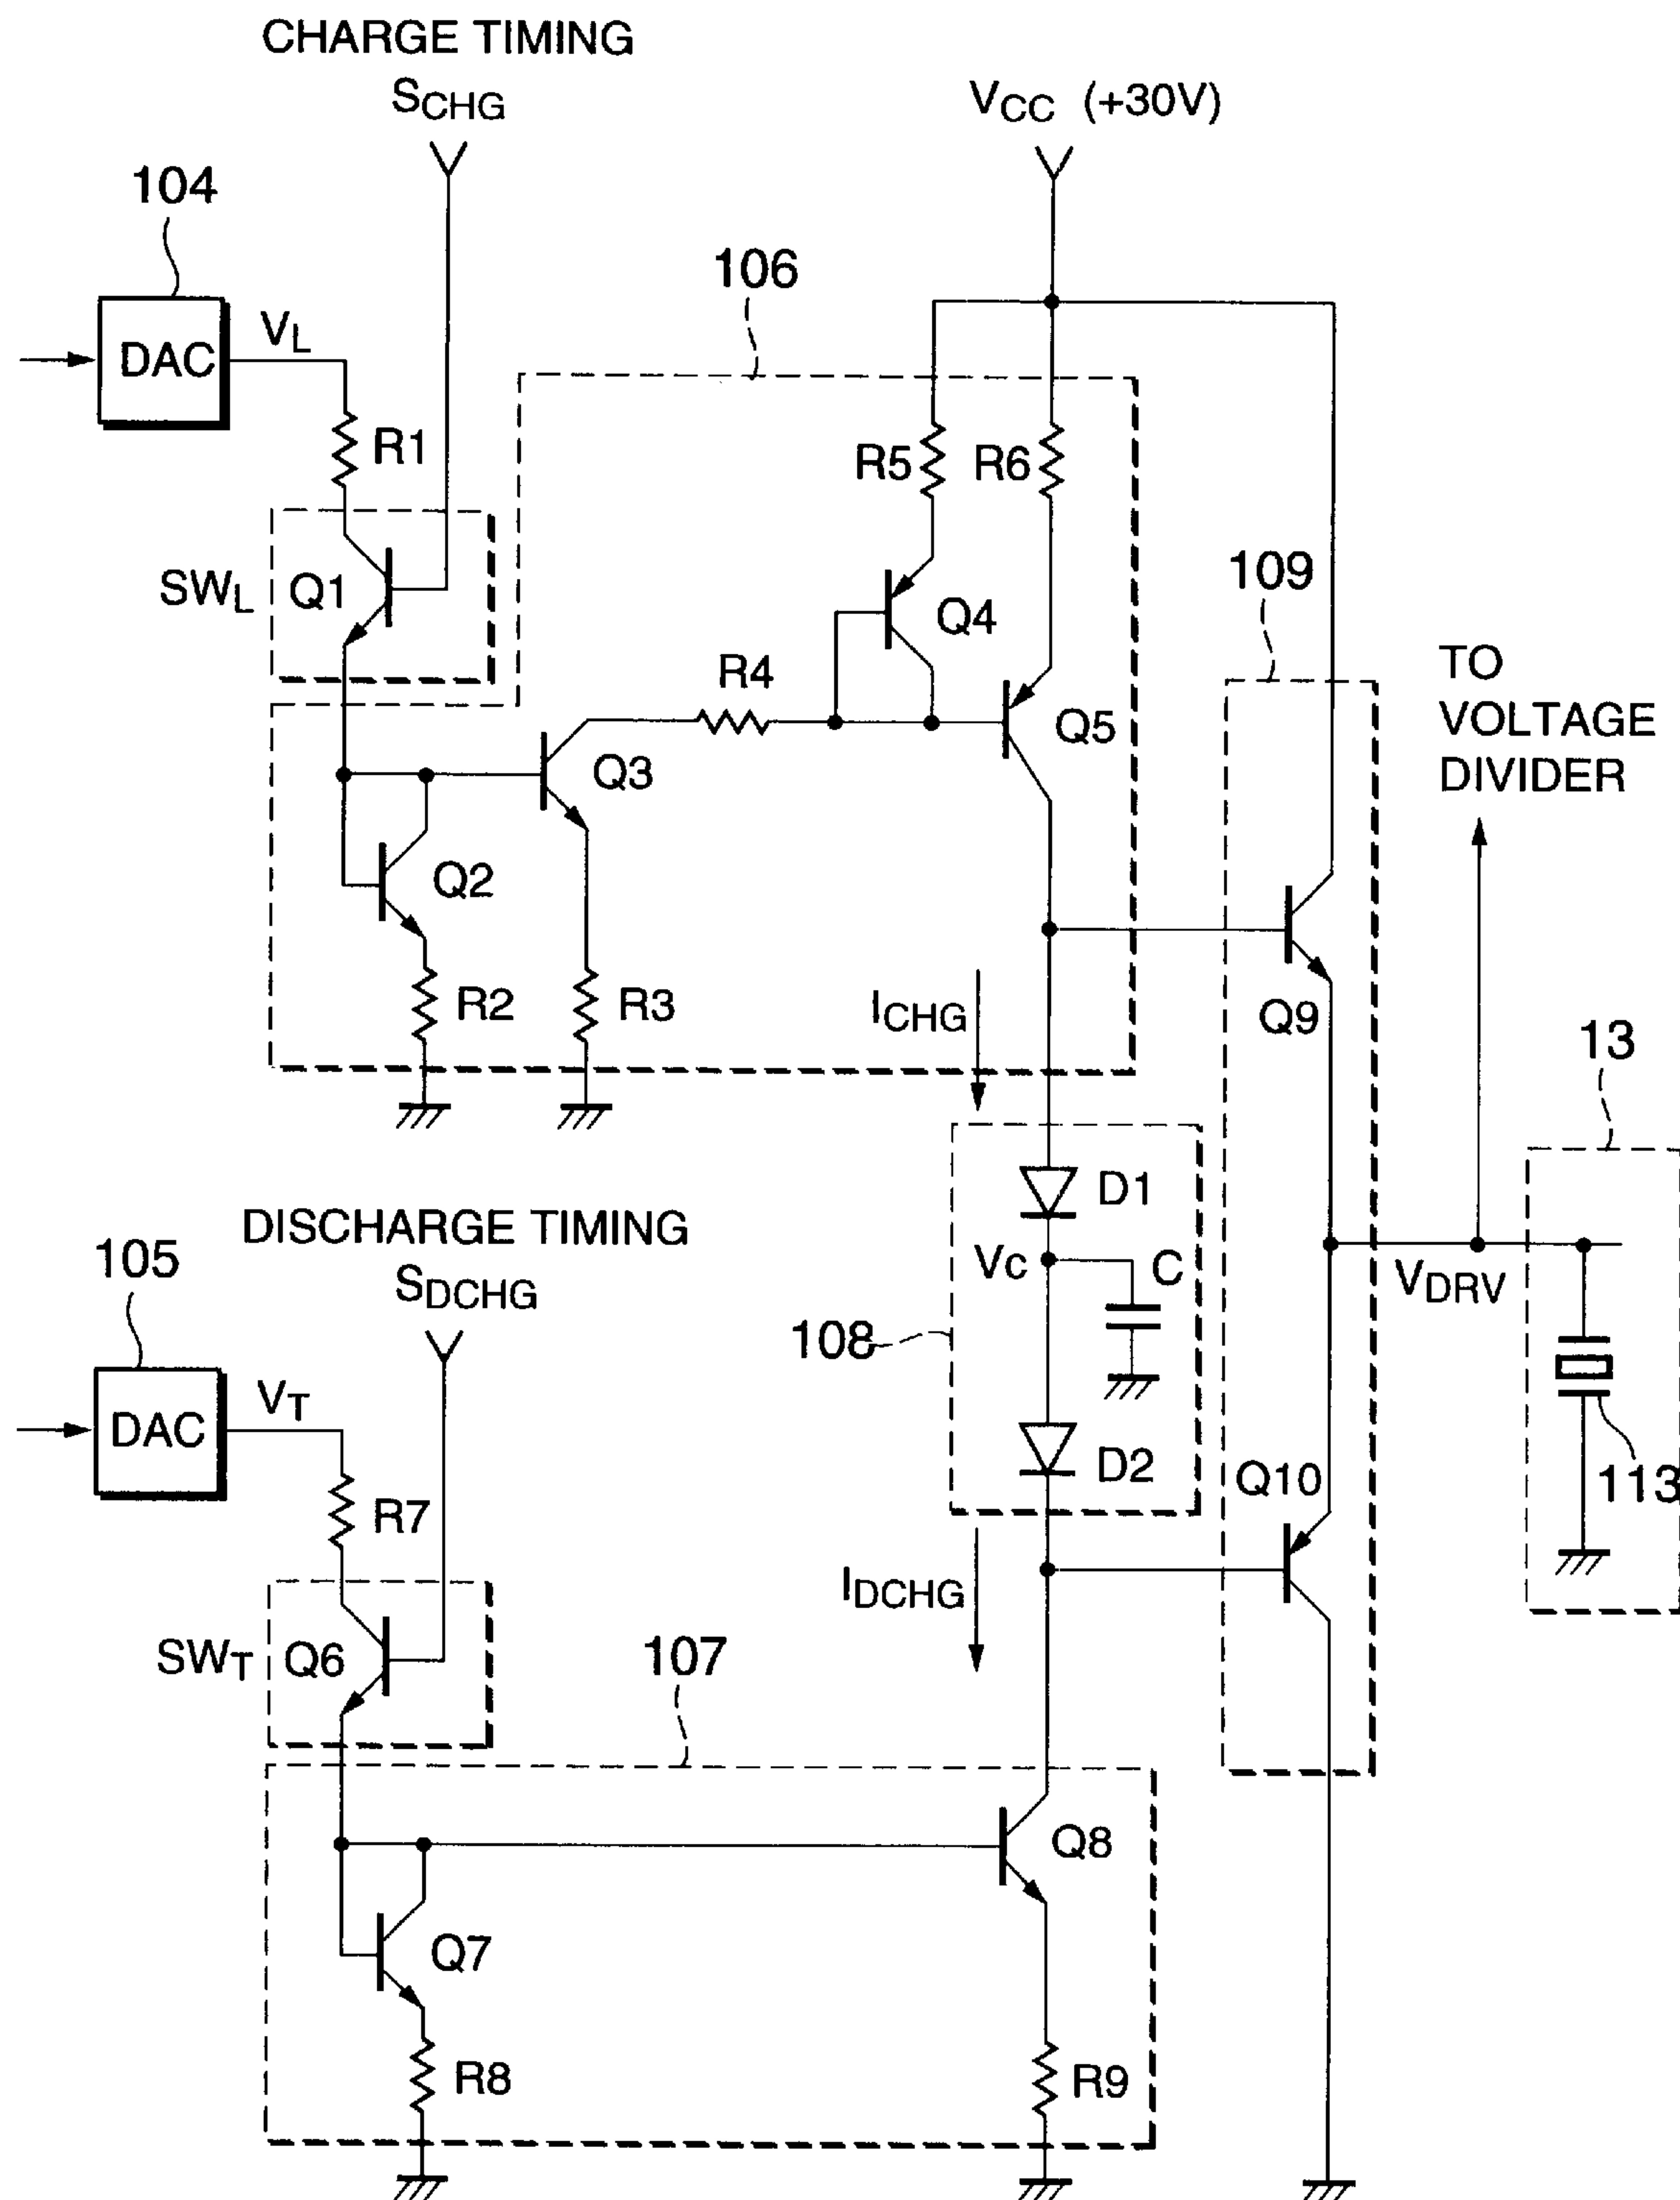 CHARGE TIMING
SCHG
VCC (+30V)
104
106
DAC
VL
R1
R5
R6
SWL
Q1
Q4
109
R4
Q5
TO
VOLTAGE
DIVIDER
Q3
Q2
R2
R3
ICHG
Q9
13
D1
DISCHARGE TIMING
SDCHG
105
Vc
C
VDRV
108
DAC
VT
D2
Q10
113
R7
IDCHG
SWT
Q6
107
Q8
Q7
R8
R9